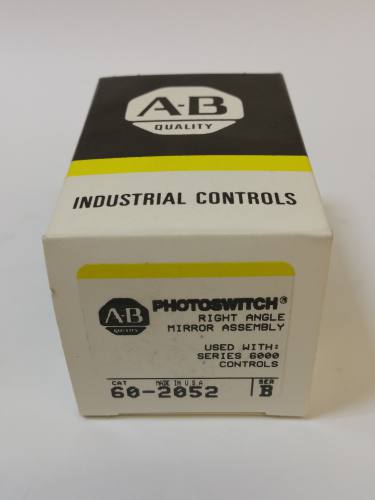 A-B
QUALITY
INDUSTRIAL CONTROLS
A-B
QUALITY
PHOTOSWITCH®
RIGHT ANGLE
MIRROR ASSEMBLY
USED WITH:
SERIES 6000
CONTROLS
CAT MADE IN U.S.A SER
60-2052 B